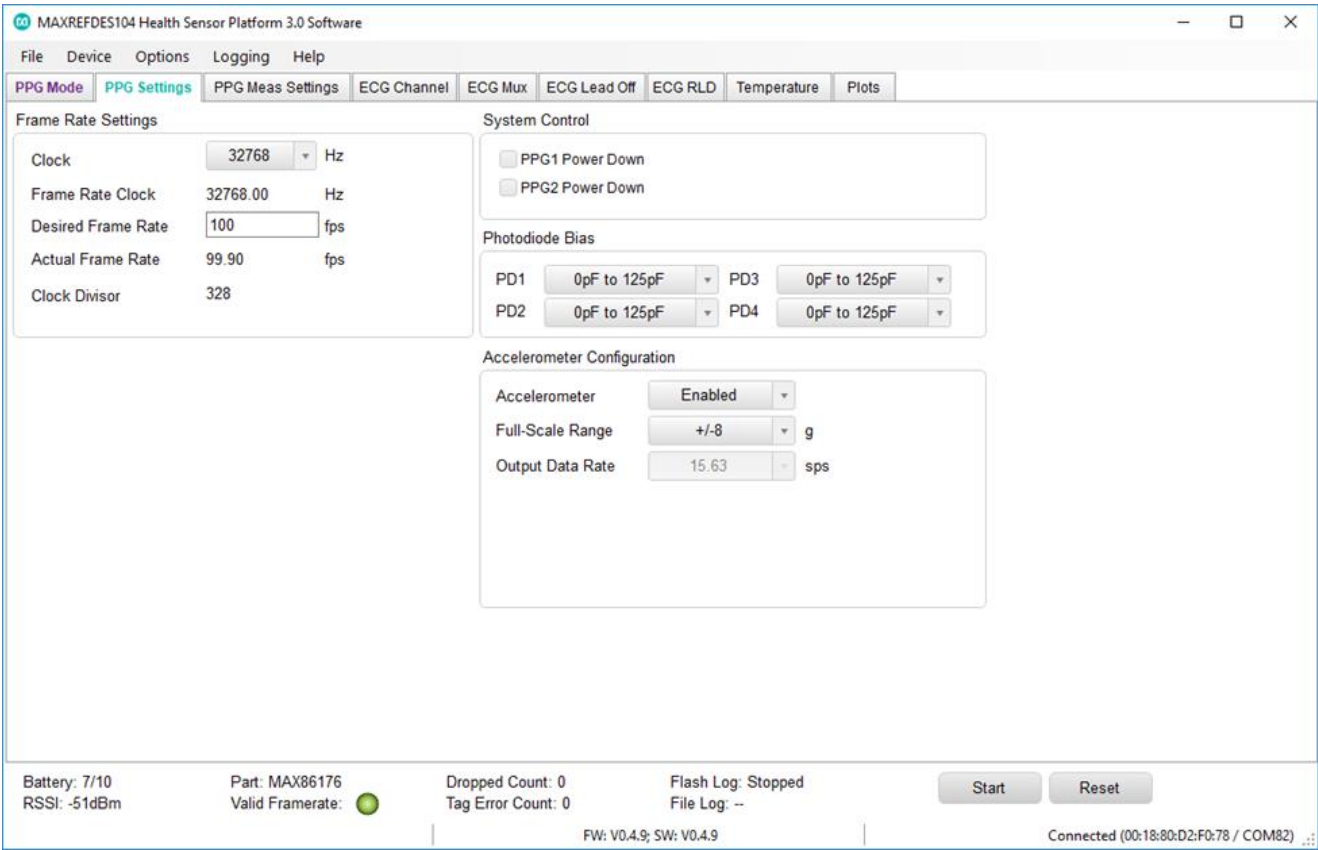 MAXREFDES104 Health Sensor Platform 3.0 Software
File Device Options Logging Help
PPG Mode PPG Settings PPG Meas Settings ECG Channel ECG Mux ECG Lead Off ECG RLD Temperature Plots
Frame Rate Settings
Clock 32768 Hz
Frame Rate Clock 32768.00 Hz
Desired Frame Rate 100 fps
Actual Frame Rate 99.90 fps
Clock Divisor 328
System Control
PPG1 Power Down
PPG2 Power Down
Photodiode Bias
PD1 0pF to 125pF PD3 0pF to 125pF
PD2 0pF to 125pF PD4 0pF to 125pF
Accelerometer Configuration
Accelerometer Enabled
Full-Scale Range +/-8 g
Output Data Rate 15.63 sps
Battery: 7/10 Part: MAX86176 Dropped Count: 0 Flash Log: Stopped Start Reset
RSSI: -51dBm Valid Framerate: Tag Error Count: 0 File Log: --
FW: V0.4.9; SW: V0.4.9 Connected (00:18:80:D2:F0:78 / COM82)